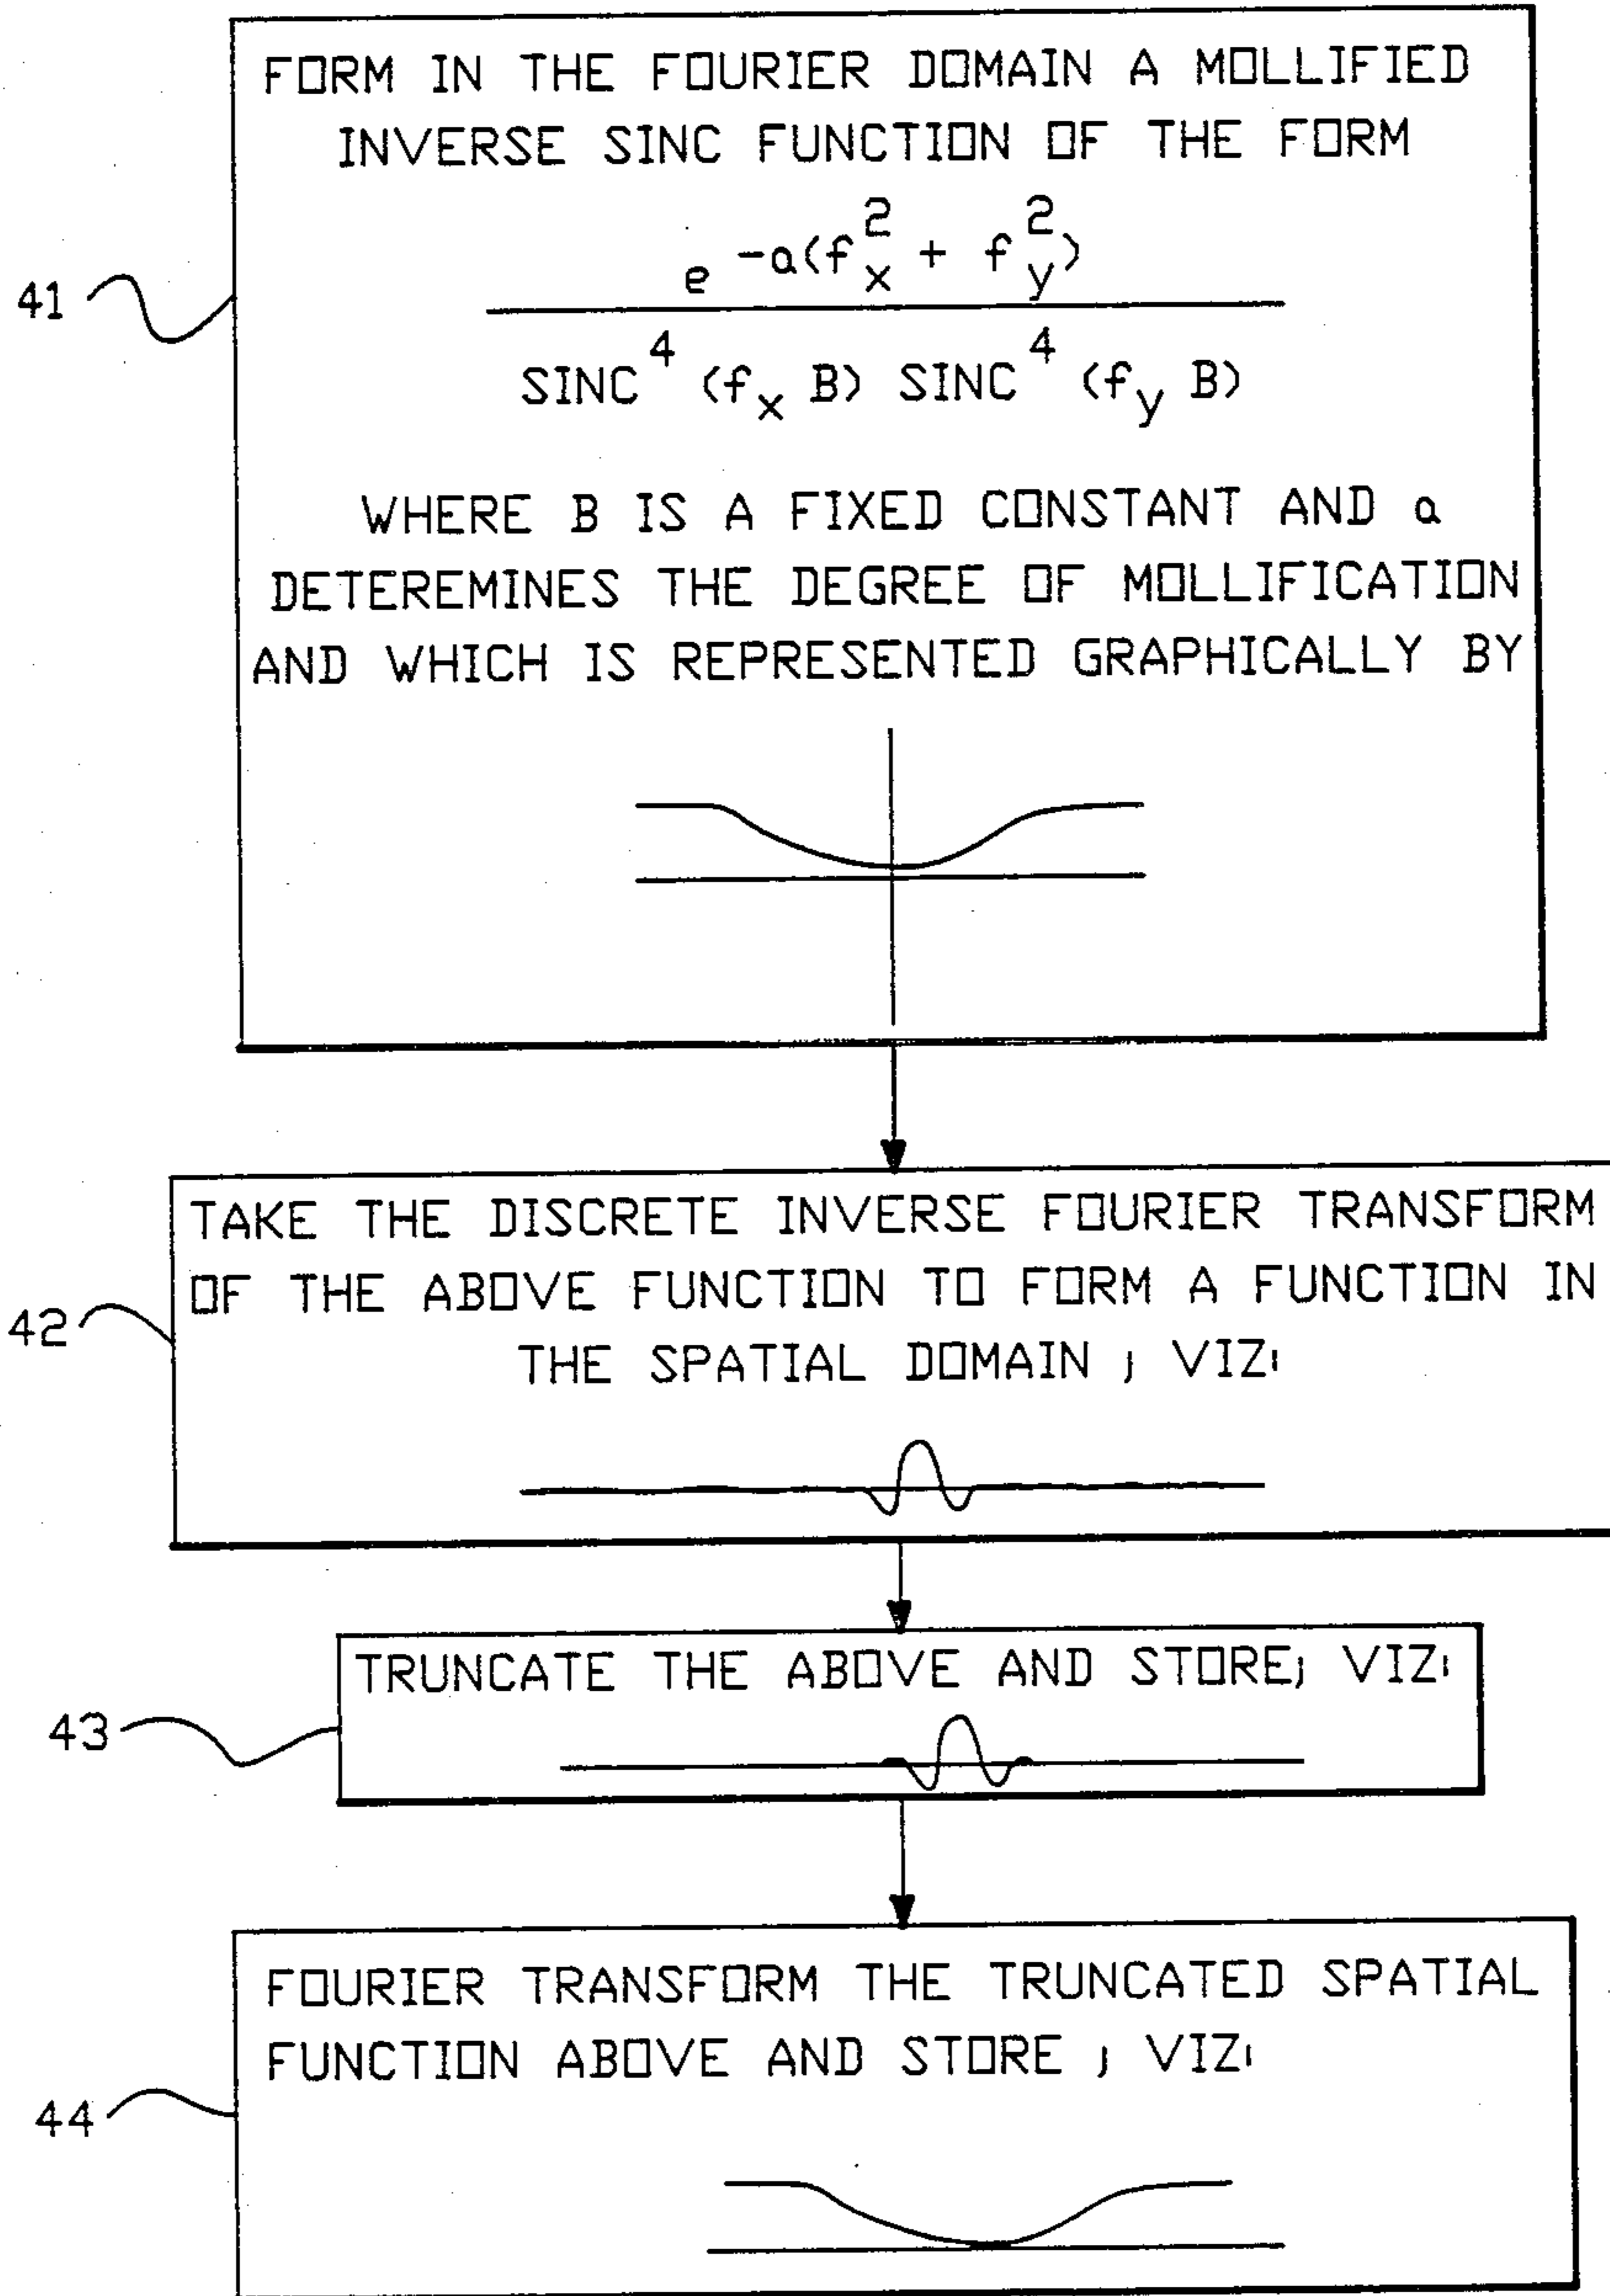 FORM IN THE FOURIER DOMAIN A MOLLIFIED
INVERSE SINC FUNCTION OF THE FORM
e^-a(f_x^2 + f_y^2)
SINC^4 (f_x B) SINC^4 (f_y B)
41
WHERE B IS A FIXED CONSTANT AND a
DETEREMINES THE DEGREE OF MOLLIFICATION
AND WHICH IS REPRESENTED GRAPHICALLY BY
TAKE THE DISCRETE INVERSE FOURIER TRANSFORM
OF THE ABOVE FUNCTION TO FORM A FUNCTION IN
THE SPATIAL DOMAIN ; VIZ:
42
TRUNCATE THE ABOVE AND STORE; VIZ:
43
FOURIER TRANSFORM THE TRUNCATED SPATIAL
FUNCTION ABOVE AND STORE ; VIZ:
44